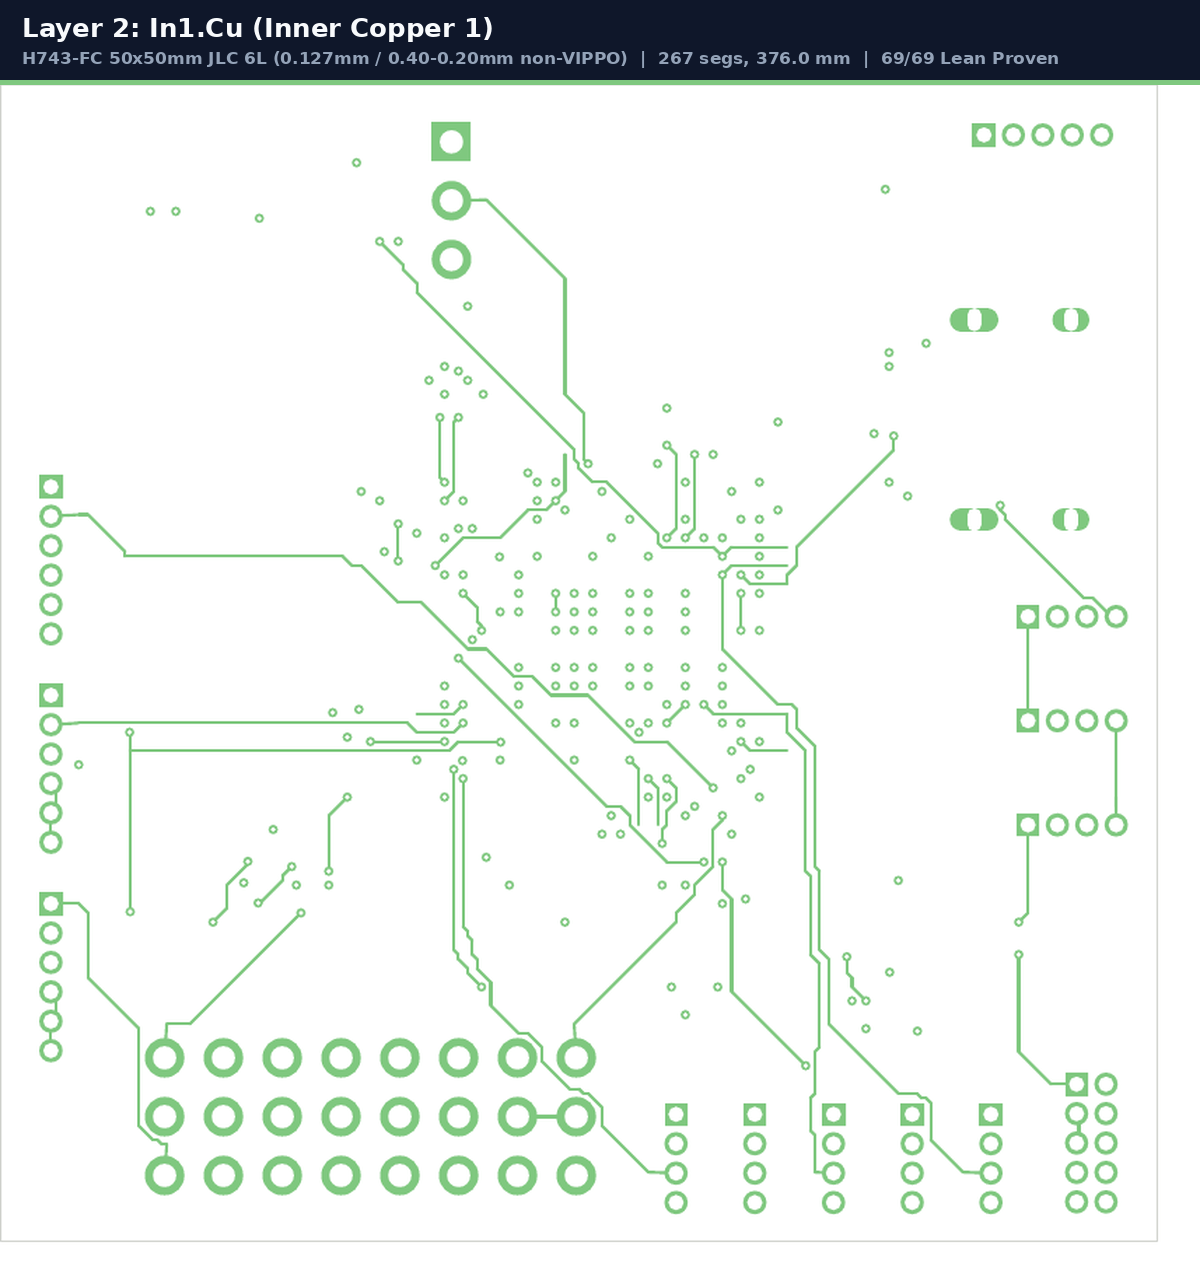 Layer 2: In1.Cu (Inner Copper 1)
H743-FC 50x50mm JLC 6L (0.127mm / 0.40-0.20mm non-VIPPO) | 267 segs, 376.0 mm | 69/69 Lean Proven